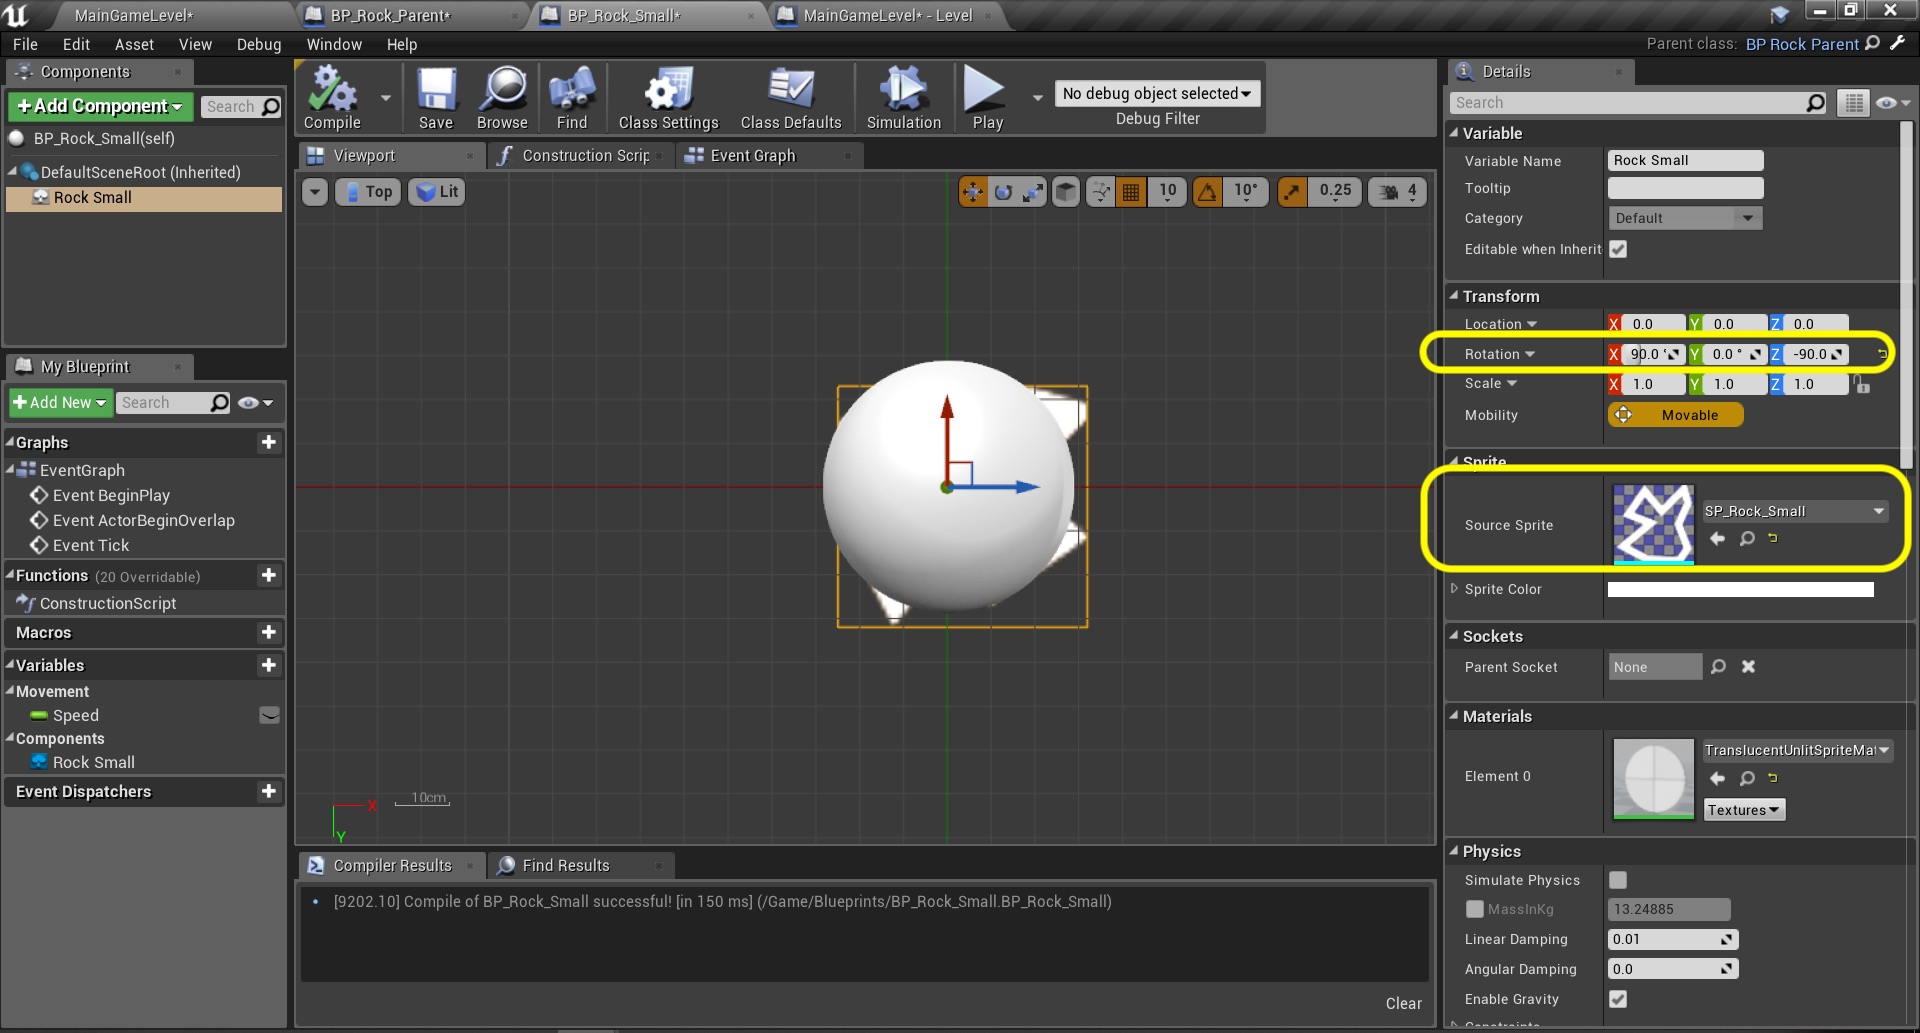 MainGameLevel*
BP_Rock_Parent*
BP_Rock_Small*
MainGameLevel* - Level
File Edit Asset View Debug Window Help
Parent class: BP Rock Parent
Components
+Add Component
Search
BP_Rock_Small(self)
DefaultSceneRoot (Inherited)
Rock Small
My Blueprint
+Add New
Search
Graphs
EventGraph
Event BeginPlay
Event ActorBeginOverlap
Event Tick
Functions (20 Overridable)
ConstructionScript
Macros
Variables
Movement
Speed
Components
Rock Small
Event Dispatchers
Compile
Save
Browse
Find
Class Settings
Class Defaults
Simulation
Play
No debug object selected
Debug Filter
Viewport
Construction Scrip
Event Graph
Top
Lit
10
10°
0.25
4
X
Y
10cm
Compiler Results
Find Results
[9202.10] Compile of BP_Rock_Small successful! [in 150 ms] (/Game/Blueprints/BP_Rock_Small.BP_Rock_Small)
Clear
Details
Search
Variable
Variable Name Rock Small
Tooltip
Category Default
Editable when Inherit
Transform
Location X 0.0 Y 0.0 Z 0.0
Rotation X 90.0 ° Y 0.0 ° Z -90.0
Scale X 1.0 Y 1.0 Z 1.0
Mobility Movable
Sprite
Source Sprite SP_Rock_Small
Sprite Color
Sockets
Parent Socket None
Materials
Element 0 TranslucentUnlitSpriteMat
Textures
Physics
Simulate Physics
MassInKg 13.24885
Linear Damping 0.01
Angular Damping 0.0
Enable Gravity
Constraints